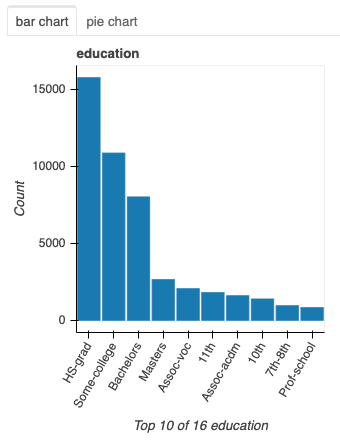 bar chart pie chart
education
15000
10000
5000
0
Count
HS-grad
Some-college
Bachelors
Masters
Assoc-voc
11th
Assoc-acdm
10th
7th-8th
Prof-school
Top 10 of 16 education